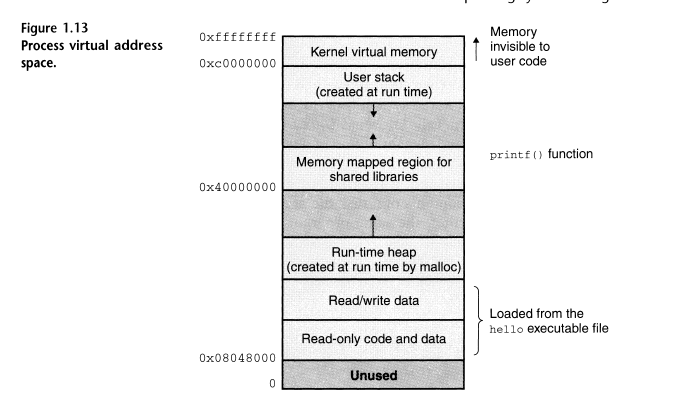 Figure 1.13
Process virtual address
space.
0xffffffff
Kernel virtual memory
Memory
invisible to
user code
0xc0000000
User stack
(created at run time)
Memory mapped region for
shared libraries
printf() function
0x40000000
Run-time heap
(created at run time by malloc)
Read/write data
Loaded from the
hello executable file
Read-only code and data
0x08048000
Unused
0